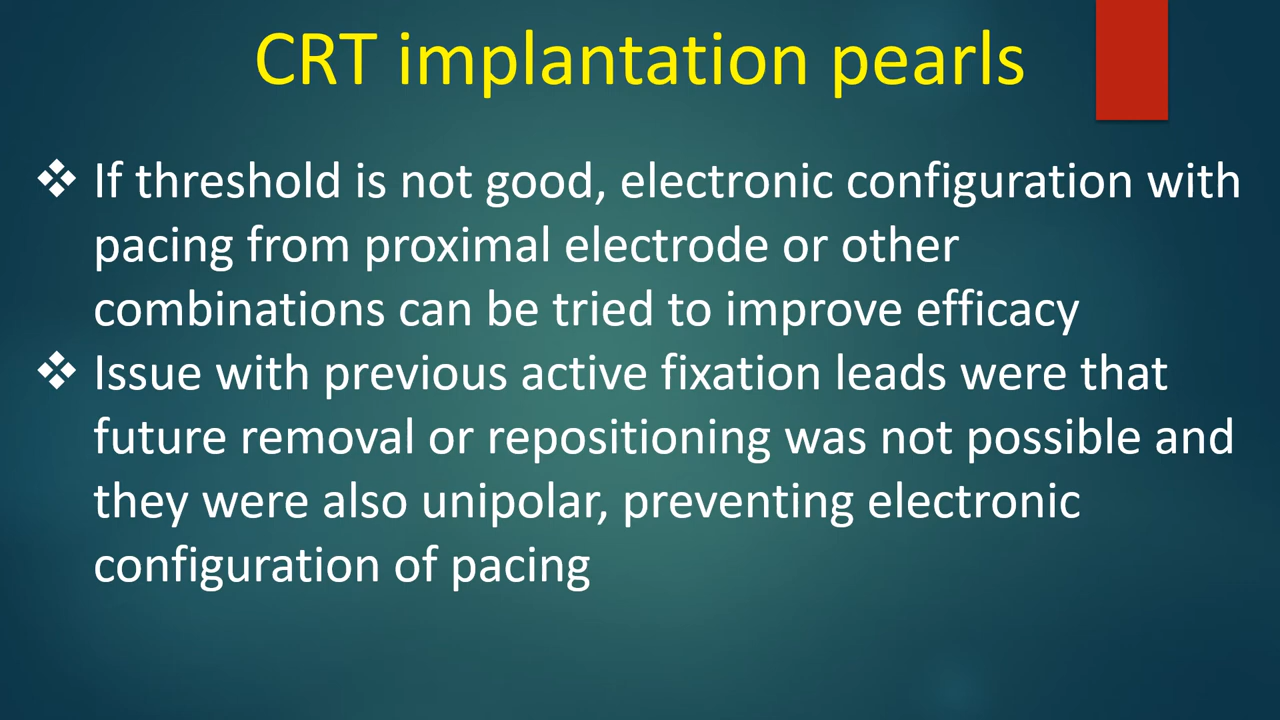 CRT implantation pearls
❖ If threshold is not good, electronic configuration with
pacing from proximal electrode or other
combinations can be tried to improve efficacy
❖ Issue with previous active fixation leads were that
future removal or repositioning was not possible and
they were also unipolar, preventing electronic
configuration of pacing